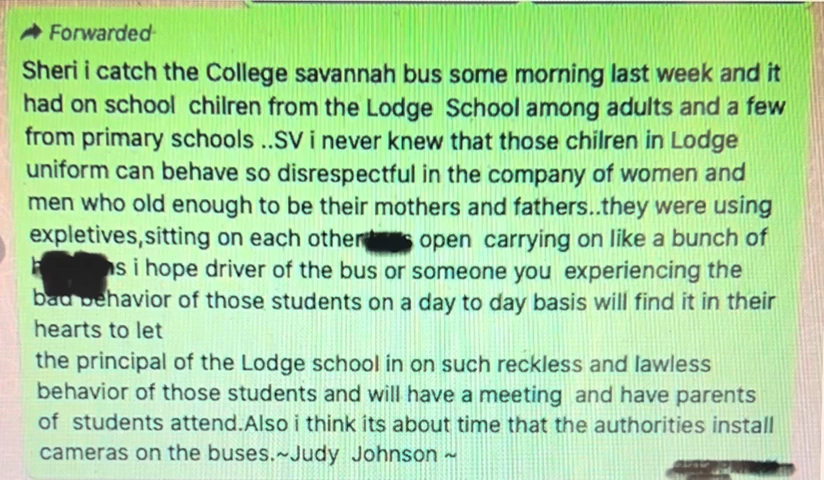 Forwarded
Sheri i catch the College savannah bus some morning last week and it
had on school chilren from the Lodge School among adults and a few
from primary schools ..SV i never knew that those chilren in Lodge
uniform can behave so disrespectful in the company of women and
men who old enough to be their mothers and fathers..they were using
expletives,sitting on each other open carrying on like a bunch of
i hope driver of the bus or someone you experiencing the
bad behavior of those students on a day to day basis will find it in their
hearts to let
the principal of the Lodge school in on such reckless and lawless
behavior of those students and will have a meeting and have parents
of students attend.Also i think its about time that the authorities install
cameras on the buses.~Judy Johnson ~